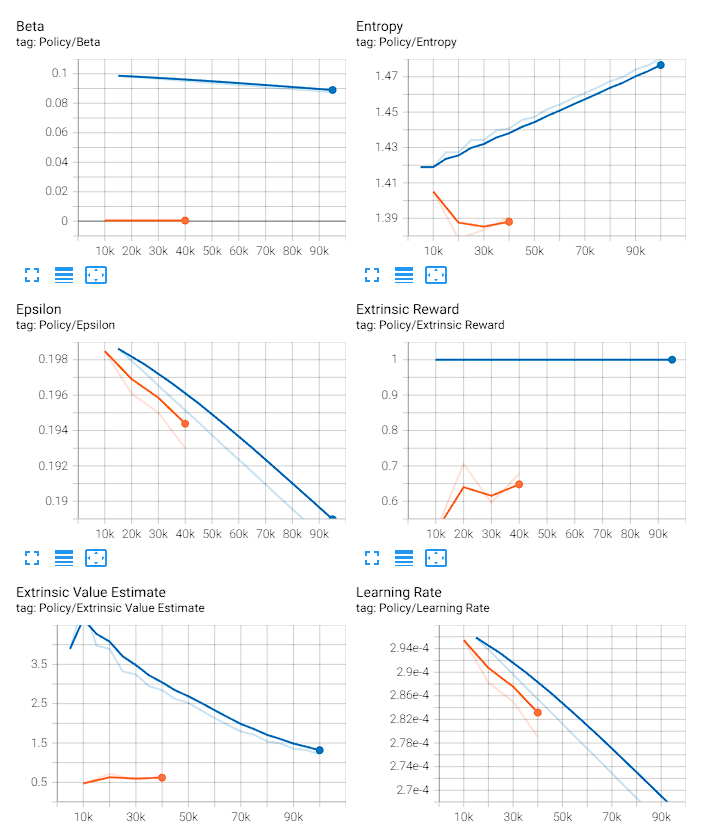 Beta
tag: Policy/Beta
0.1
0.08
0.06
0.04
0.02
0
10k 20k 30k 40k 50k 60k 70k 80k 90k
Entropy
tag: Policy/Entropy
1.47
1.45
1.43
1.41
1.39
10k 30k 50k 70k 90k
Epsilon
tag: Policy/Epsilon
0.198
0.196
0.194
0.192
0.19
10k 20k 30k 40k 50k 60k 70k 80k 90k
Extrinsic Reward
tag: Policy/Extrinsic Reward
1
0.9
0.8
0.7
0.6
10k 20k 30k 40k 50k 60k 70k 80k 90k
Extrinsic Value Estimate
tag: Policy/Extrinsic Value Estimate
3.5
2.5
1.5
0.5
10k 30k 50k 70k 90k
Learning Rate
tag: Policy/Learning Rate
2.94e-4
2.9e-4
2.86e-4
2.82e-4
2.78e-4
2.74e-4
2.7e-4
10k 30k 50k 70k 90k